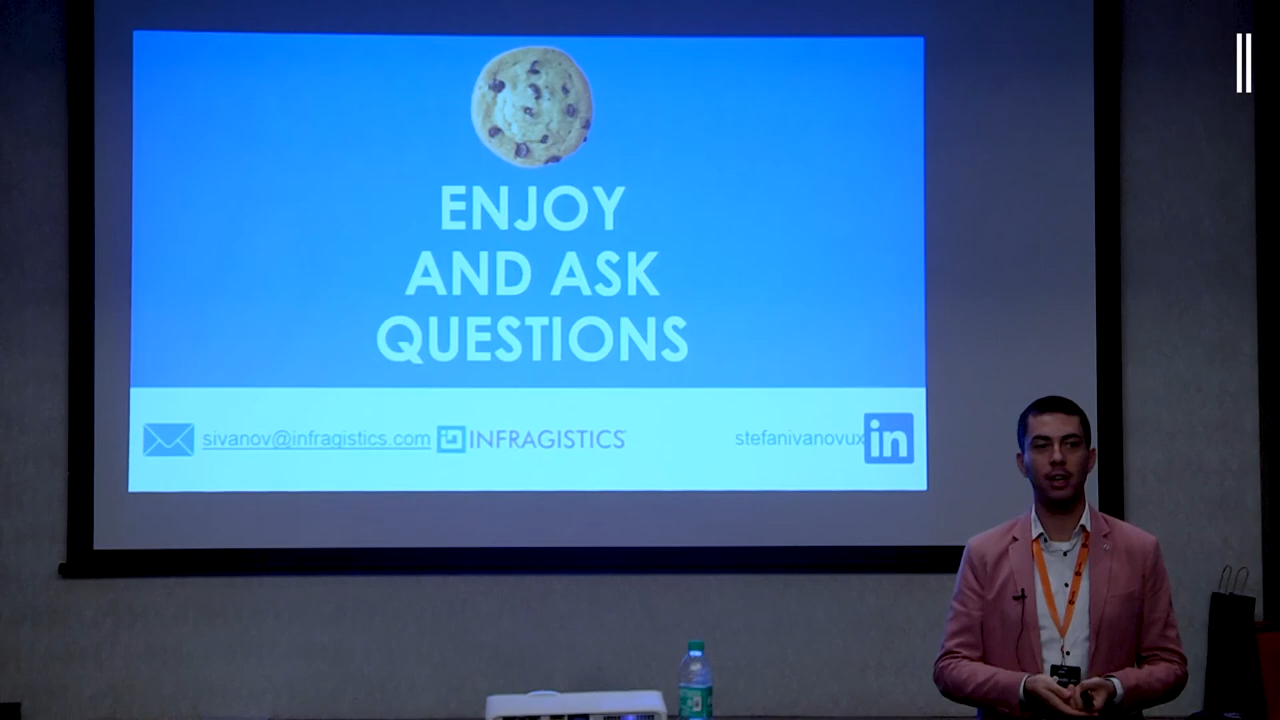 ENJOY
AND ASK
QUESTIONS
sivanov@infragistics.com INFRAGISTICS stefanivanovux in